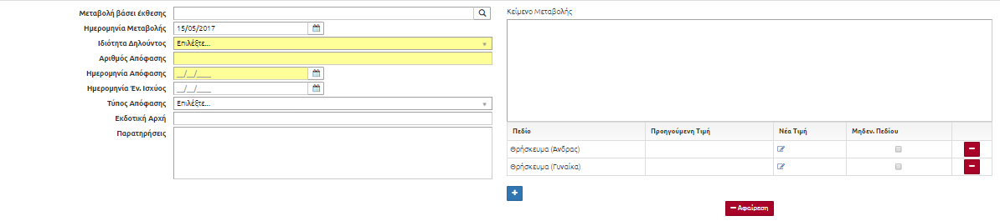 Μεταβολή βάσει έκθεσης
Ημερομηνία Μεταβολής 15/05/2017
Ιδιότητα Δηλούντος Επιλέξτε...
Αριθμός Απόφασης
Ημερομηνία Απόφασης __/__/____
Ημερομηνία Έν. Ισχύος __/__/____
Τύπος Απόφασης Επιλέξτε...
Εκδοτική Αρχή
Παρατηρήσεις
Κείμενο Μεταβολής
Πεδίο Προηγούμενη Τιμή Νέα Τιμή Μηδεν. Πεδίου
Θρήσκευμα (Άνδρας)
Θρήσκευμα (Γυναίκα)
Αφαίρεση